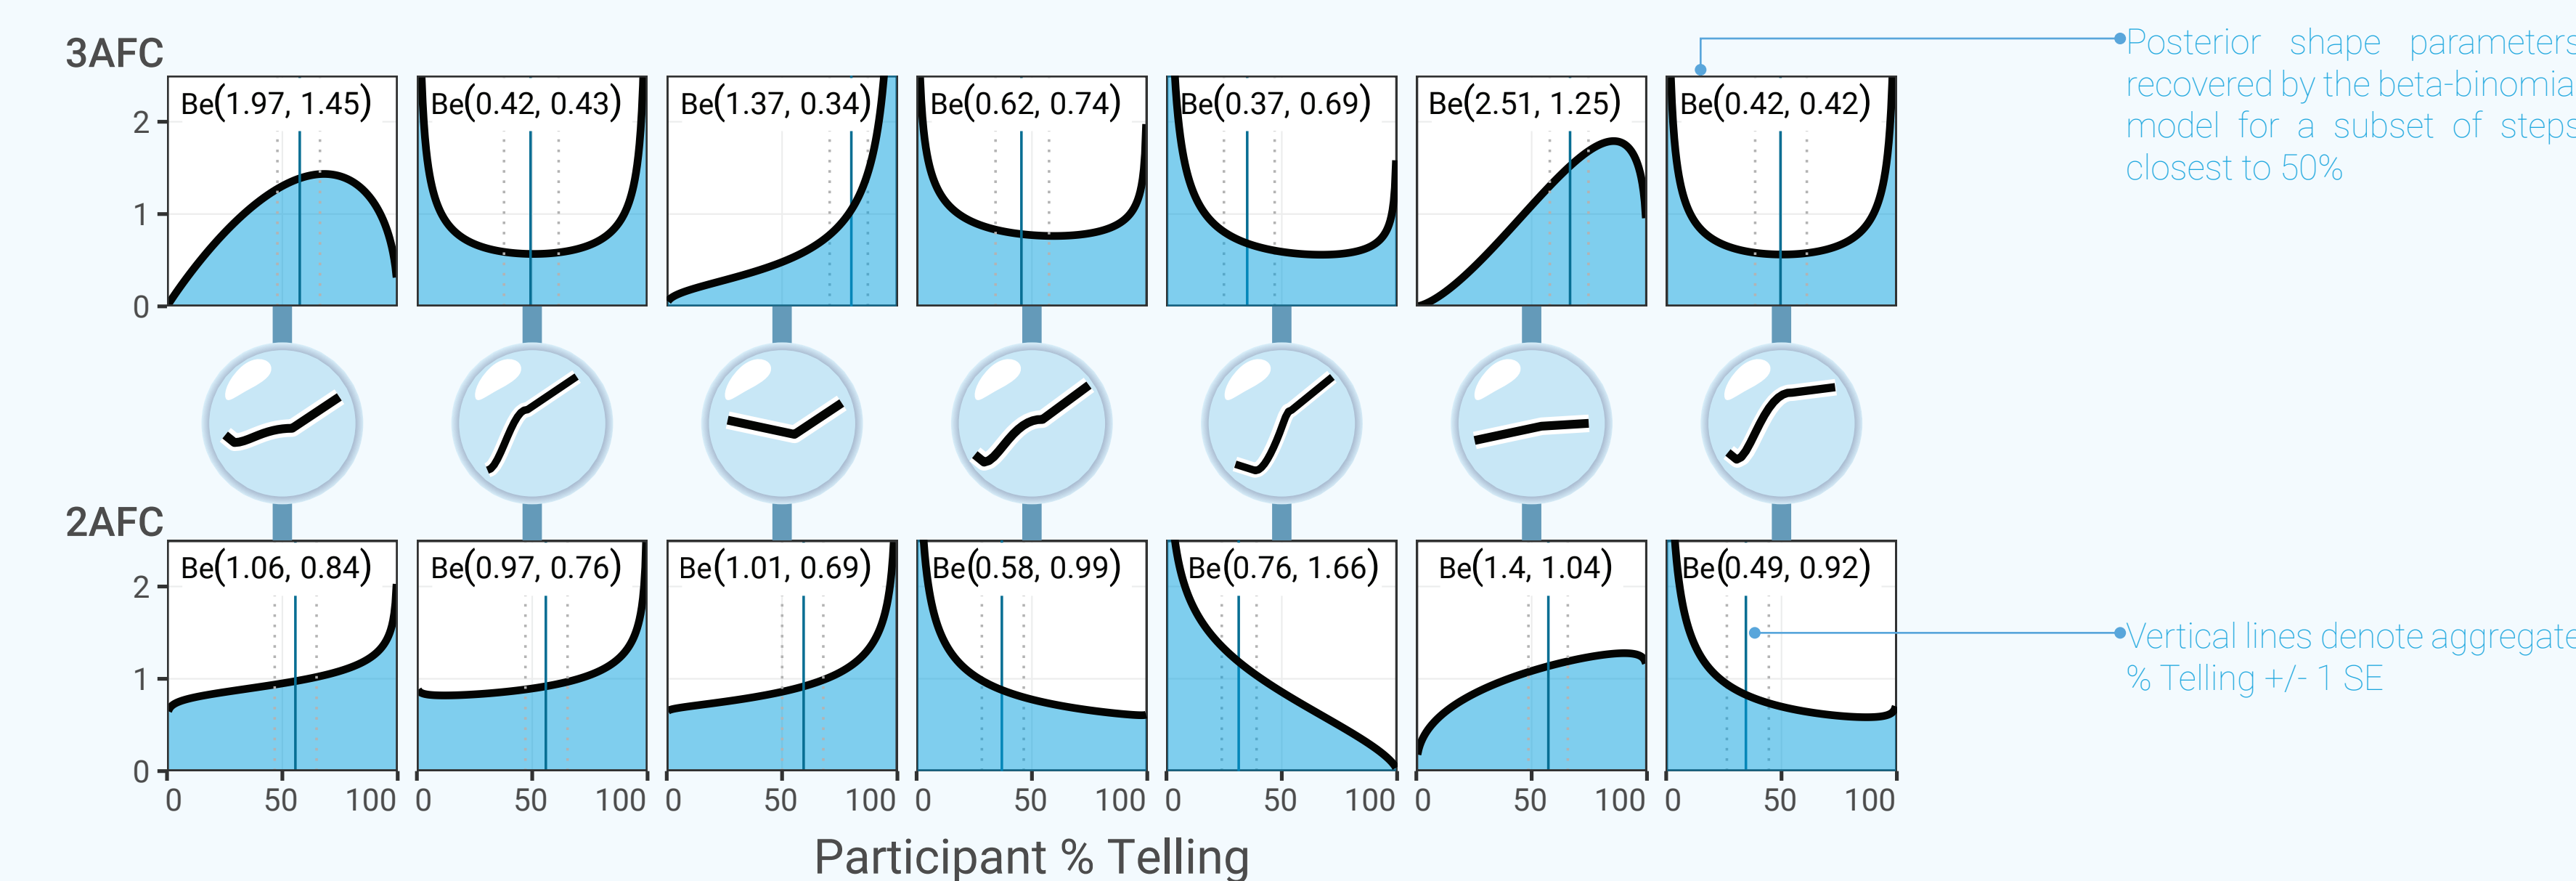 3AFC
Be(1.97, 1.45) Be(0.42, 0.43) Be(1.37, 0.34) Be(0.62, 0.74) Be(0.37, 0.69) Be(2.51, 1.25) Be(0.42, 0.42)
2
1
0
Posterior shape parameters
recovered by the beta-binomia
model for a subset of steps
closest to 50%
2AFC
Be(1.06, 0.84) Be(0.97, 0.76) Be(1.01, 0.69) Be(0.58, 0.99) Be(0.76, 1.66) Be(1.4, 1.04) Be(0.49, 0.92)
2
1
0
Vertical lines denote aggregate
% Telling +/- 1 SE
0 50 100 0 50 100 0 50 100 0 50 100 0 50 100 0 50 100 0 50 100
Participant % Telling